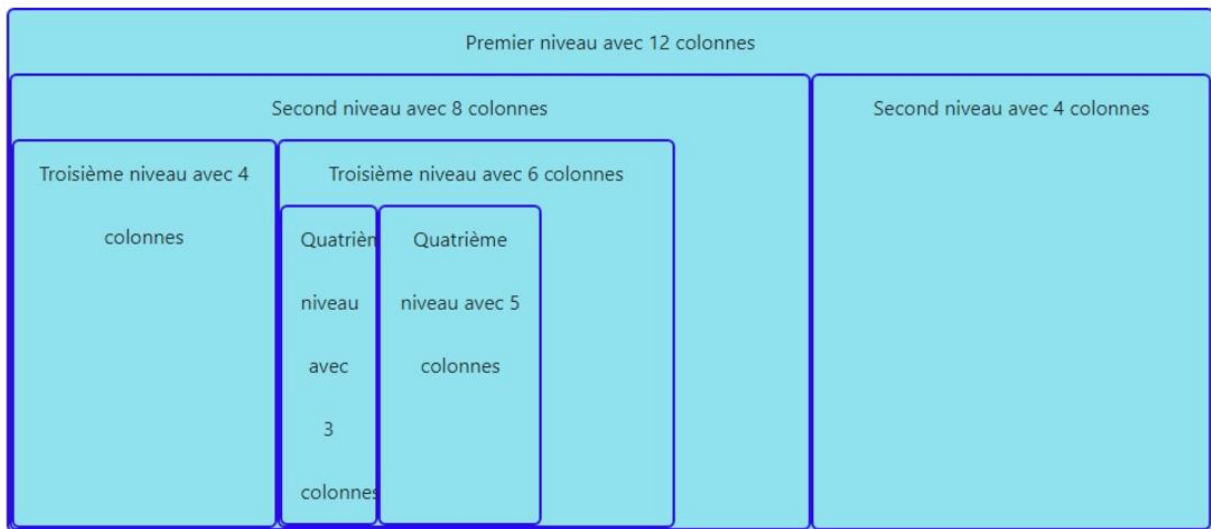 Premier niveau avec 12 colonnes
Second niveau avec 8 colonnes
Second niveau avec 4 colonnes
Troisième niveau avec 4
colonnes
Troisième niveau avec 6 colonnes
Quatrièm
niveau
avec
3
colonnes
Quatrième
niveau avec 5
colonnes